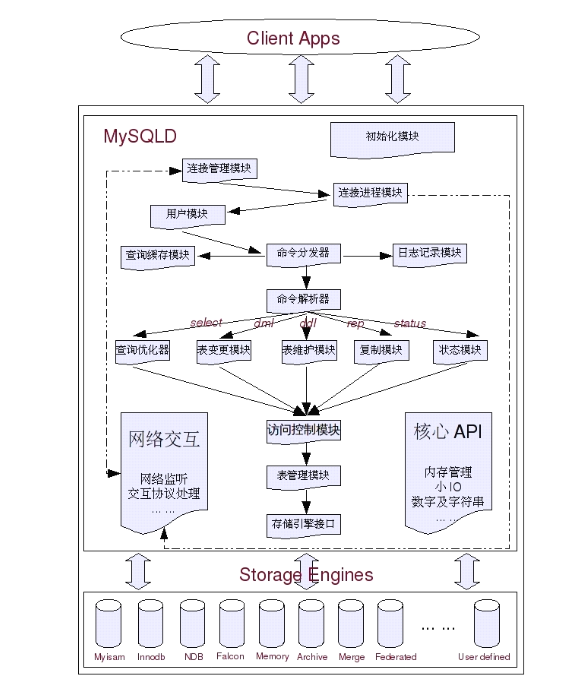 Client Apps
MySQLD
初始化模块
连接管理模块
连接进程模块
用户模块
查询缓存模块
命令分发器
日志记录模块
命令解析器
select
dml
ddl
rep
status
查询优化器
表变更模块
表维护模块
复制模块
状态模块
访问控制模块
网络交互
网络监听
交互协议处理
... ...
核心 API
内存管理
小IO
数字及字符串
... ...
表管理模块
存储引擎接口
Storage Engines
... ...
Myisam
Innodb
NDB
Falcon
Memory
Archive
Merge
Federated
User defined